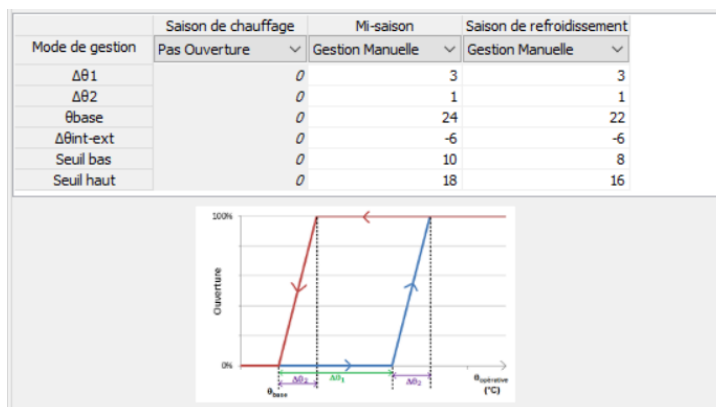 Saison de chauffage Mi-saison Saison de refroidissement
Mode de gestion Pas Ouverture Gestion Manuelle Gestion Manuelle
Δθ1 0 3 3
Δθ2 0 1 1
θbase 0 24 22
Δθint-ext 0 -6 -6
Seuil bas 0 10 8
Seuil haut 0 18 16
100%
Ouverture
0%
Δθ2 Δθ1 Δθ2
θbase
θopérative
(°C)